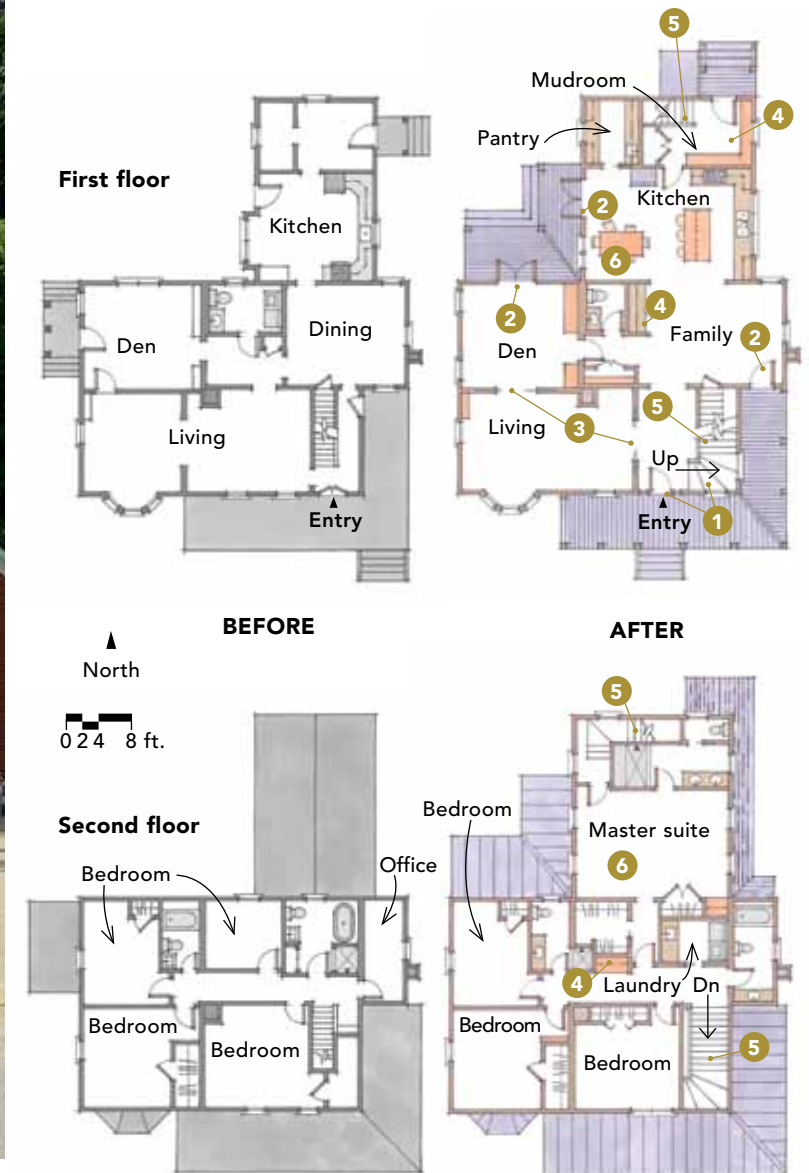 First floor
Kitchen
Den
Dining
Living
Entry
5
Mudroom
4
Pantry
2
Kitchen
6
2
4
Den
Family
2
Living
3
5
Up
Entry
1
BEFORE
AFTER
North
0 2 4 8 ft.
Second floor
Bedroom
Office
Bedroom
Bedroom
5
Bedroom
Master suite
6
4
Laundry
Dn
Bedroom
Bedroom
5